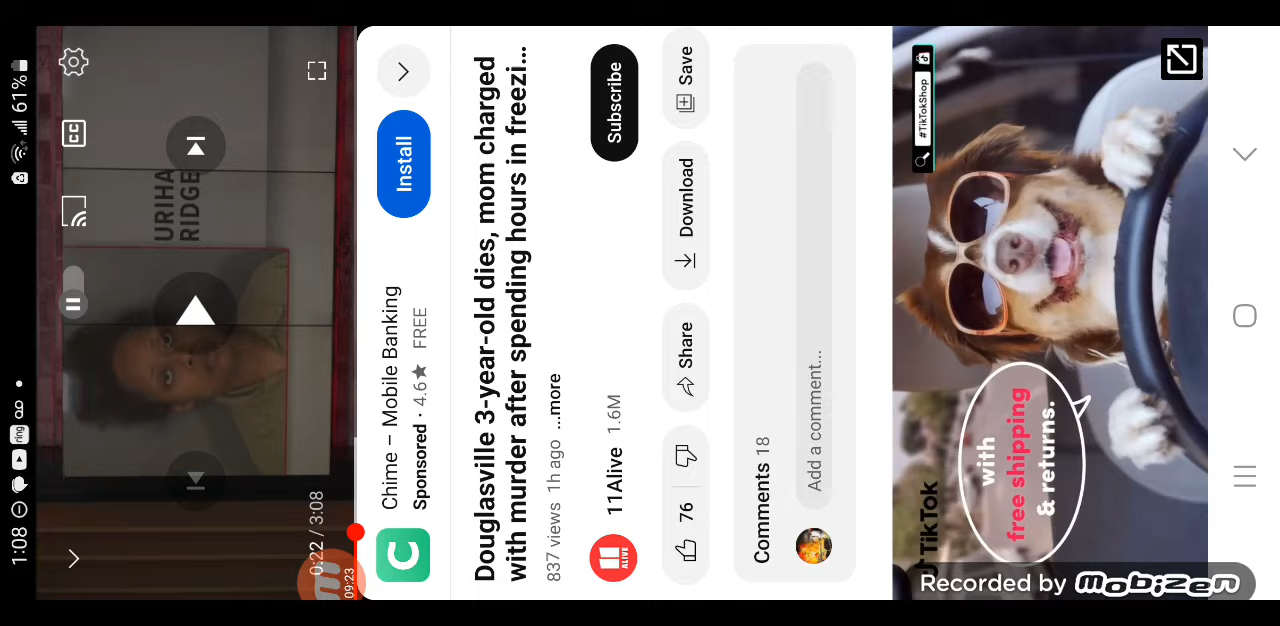 1:08
ring
61%
CC
URIHA
RIDGE
0:22 / 3:08
09:23
Chime – Mobile Banking
Sponsored · 4.6★ FREE
Install
Douglasville 3-year-old dies, mom charged
with murder after spending hours in freezi...
837 views 1h ago ...more
ALIVE
11Alive 1.6M
Subscribe
76
Share
Download
Save
Comments 18
Add a comment...
TikTok
with
free shipping
& returns.
#TikTokShop
Recorded by mobizen